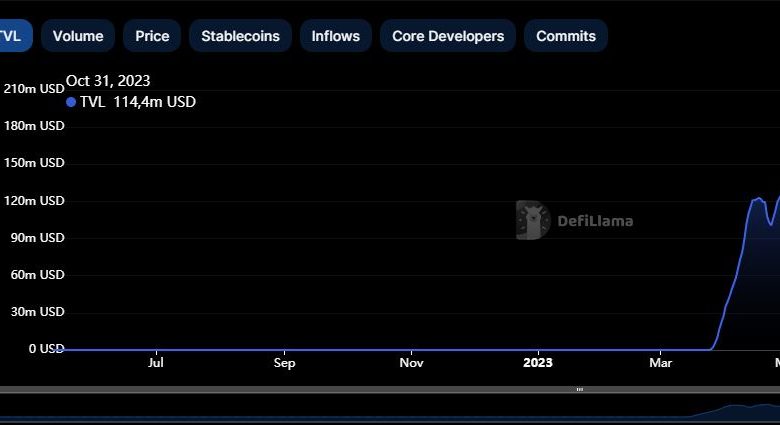 TVL Volume Price Stablecoins Inflows Core Developers Commits
Oct 31, 2023
TVL 114,4m USD
210m USD
180m USD
150m USD
120m USD
90m USD
60m USD
30m USD
0 USD
DefiLlama
Jul Sep Nov 2023 Mar